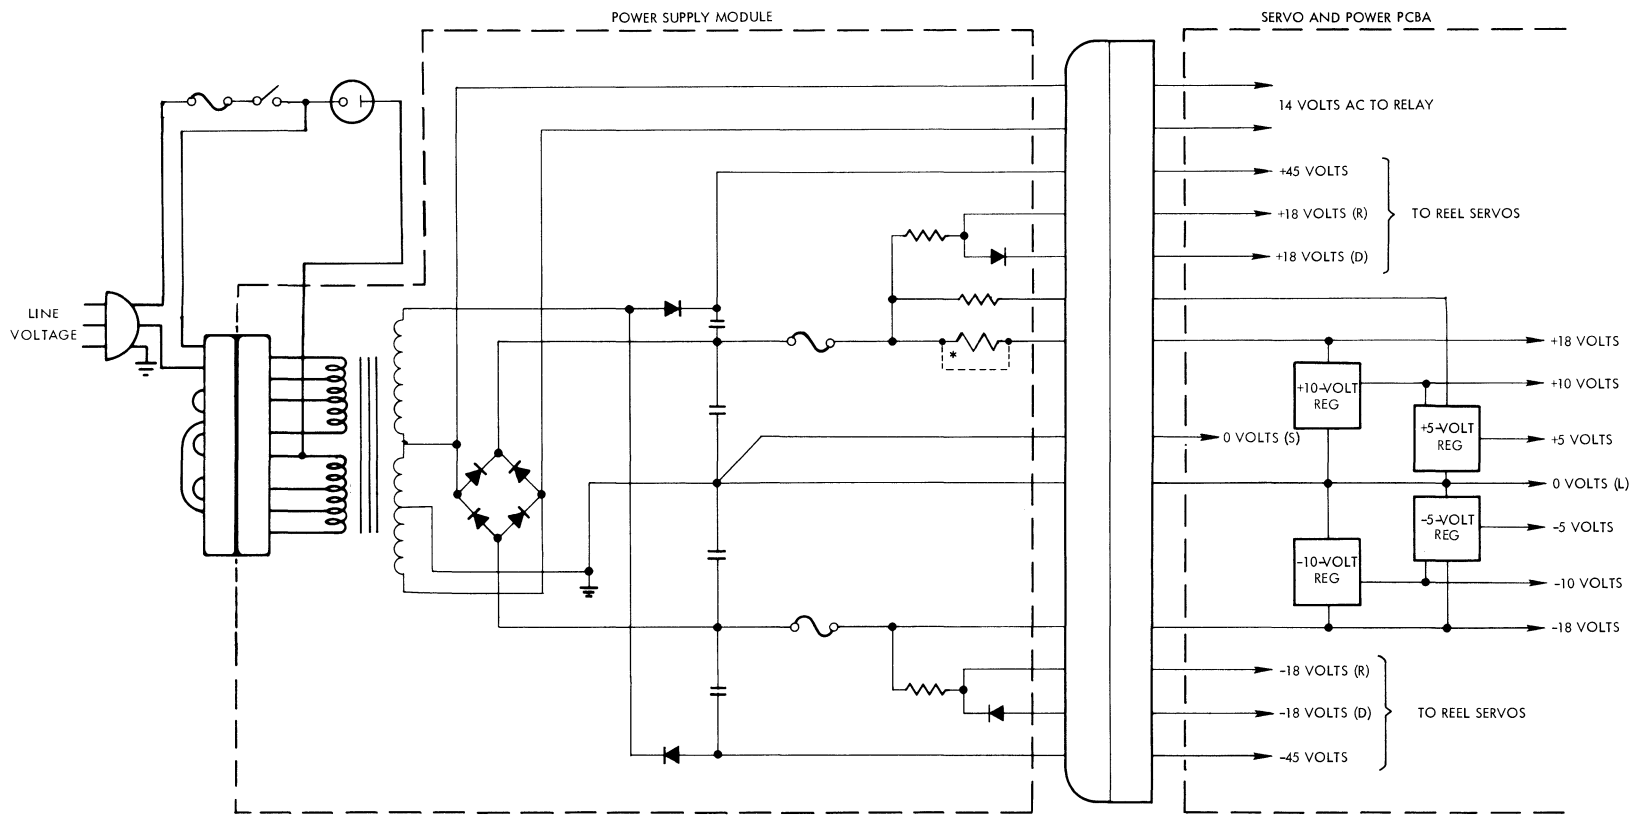 POWER SUPPLY MODULE
SERVO AND POWER PCBA
14 VOLTS AC TO RELAY
+45 VOLTS
+18 VOLTS (R)
TO REEL SERVOS
+18 VOLTS (D)
LINE
VOLTAGE
*
+18 VOLTS
+10-VOLT
REG
+10 VOLTS
+5-VOLT
REG
0 VOLTS (S)
+5 VOLTS
0 VOLTS (L)
-5-VOLT
REG
-5 VOLTS
-10-VOLT
REG
-10 VOLTS
-18 VOLTS
-18 VOLTS (R)
-18 VOLTS (D)
TO REEL SERVOS
-45 VOLTS